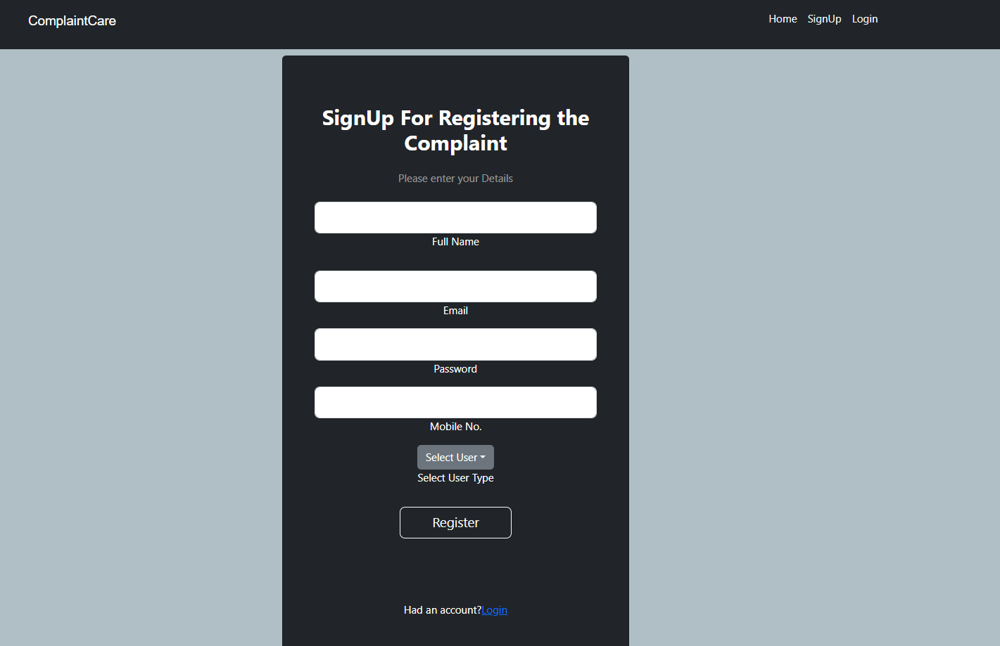 ComplaintCare
Home SignUp Login
SignUp For Registering the
Complaint
Please enter your Details
Full Name
Email
Password
Mobile No.
Select User
Select User Type
Register
Had an account?Login